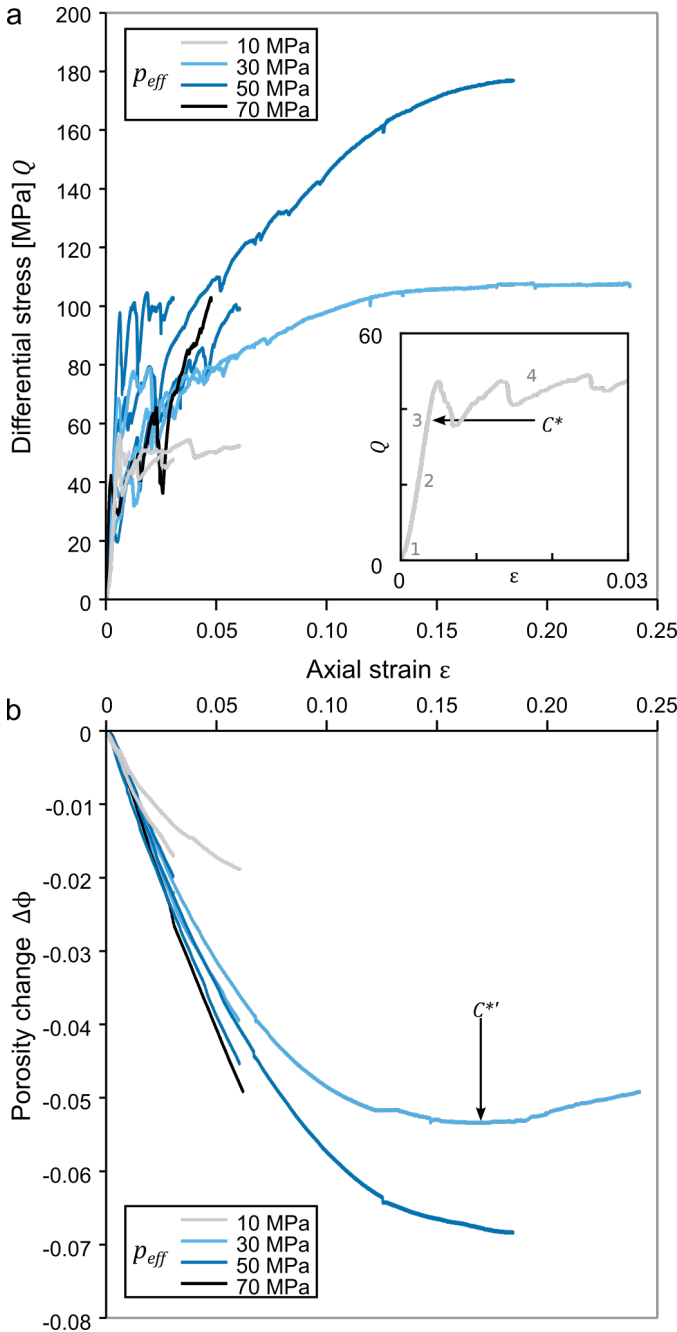 a
200
180
160
140
120
100
80
60
40
20
0
Differential stress [MPa] Q
p_eff
10 MPa
30 MPa
50 MPa
70 MPa
60
Q
0
1
2
3
4
C*
0
ε
0.03
0.05
0.10
0.15
0.20
0.25
Axial strain ε
b
0
0.05
0.10
0.15
0.20
0.25
0
-0.01
-0.02
-0.03
-0.04
-0.05
-0.06
-0.07
-0.08
Porosity change Δϕ
C*'
p_eff
10 MPa
30 MPa
50 MPa
70 MPa